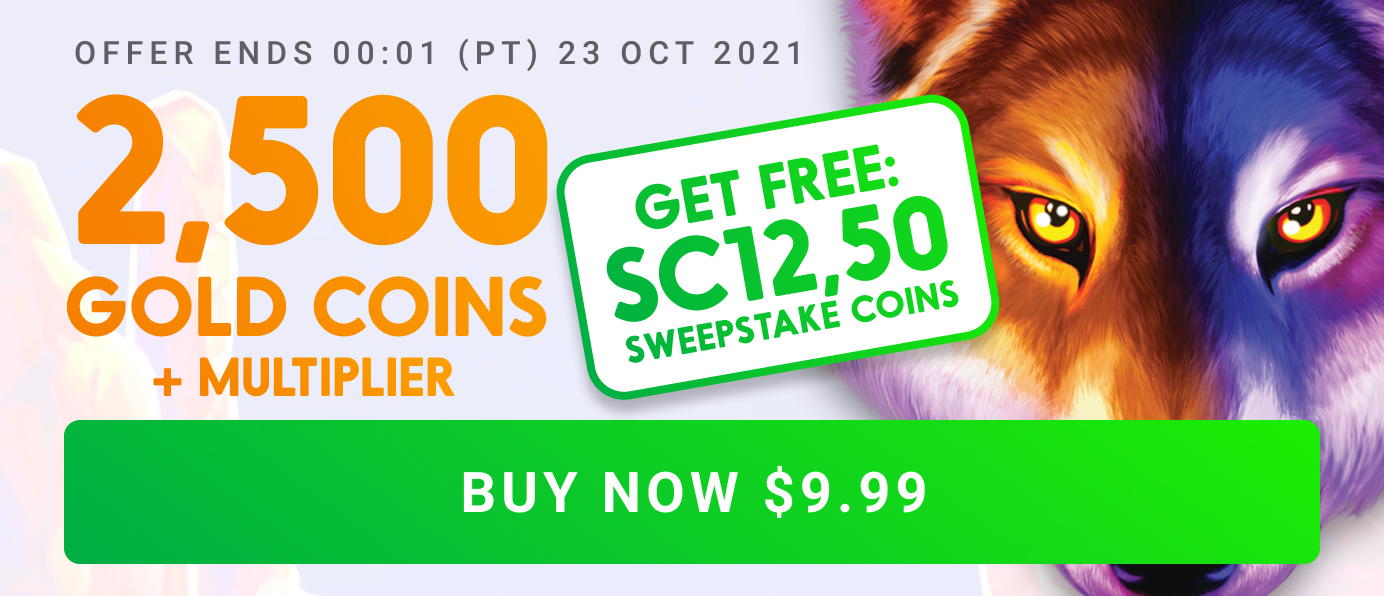 OFFER ENDS 00:01 (PT) 23 OCT 2021
2,500
GOLD COINS
+ MULTIPLIER
GET FREE:
SC12,50
SWEEPSTAKE COINS
BUY NOW $9.99